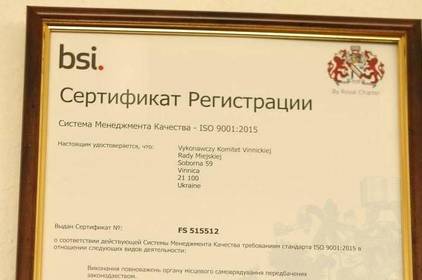 bsi.
By Royal Charter
Сертификат Регистрации
Система Менеджмента Качества - ISO 9001:2015
Настоящим удостоверяется, что:
Vykonawczy Komitet Vinnickiej
Rady Miejskiej
Soborna 59
Vinnica
21 100
Ukraine
Выдан Сертификат №:
FS 515512
о соответствии действующей Системы Менеджмента Качества требованиям стандарта ISO 9001:2015 в
отношении следующих видов деятельности:
Виконання повноважень органу місцевого самоврядування передбачених
законодавством.